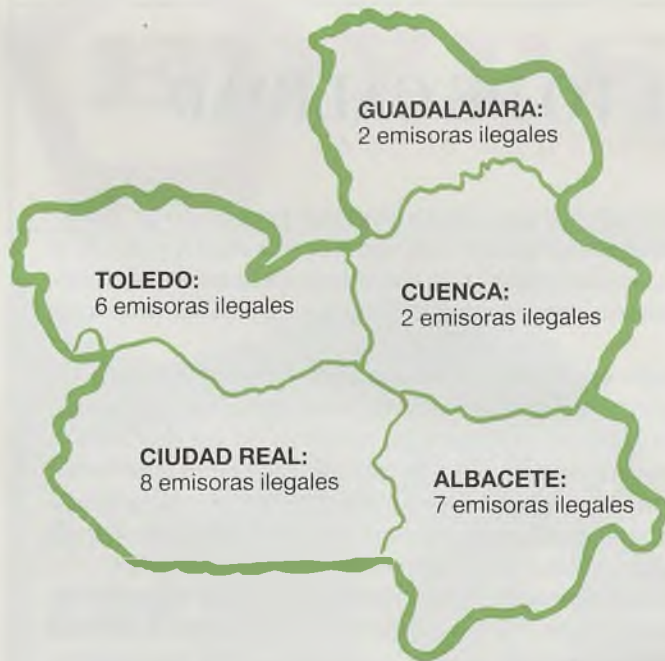 GUADALAJARA:
2 emisoras ilegales
TOLEDO:
6 emisoras ilegales
CUENCA:
2 emisoras ilegales
CIUDAD REAL:
8 emisoras ilegales
ALBACETE:
7 emisoras ilegales